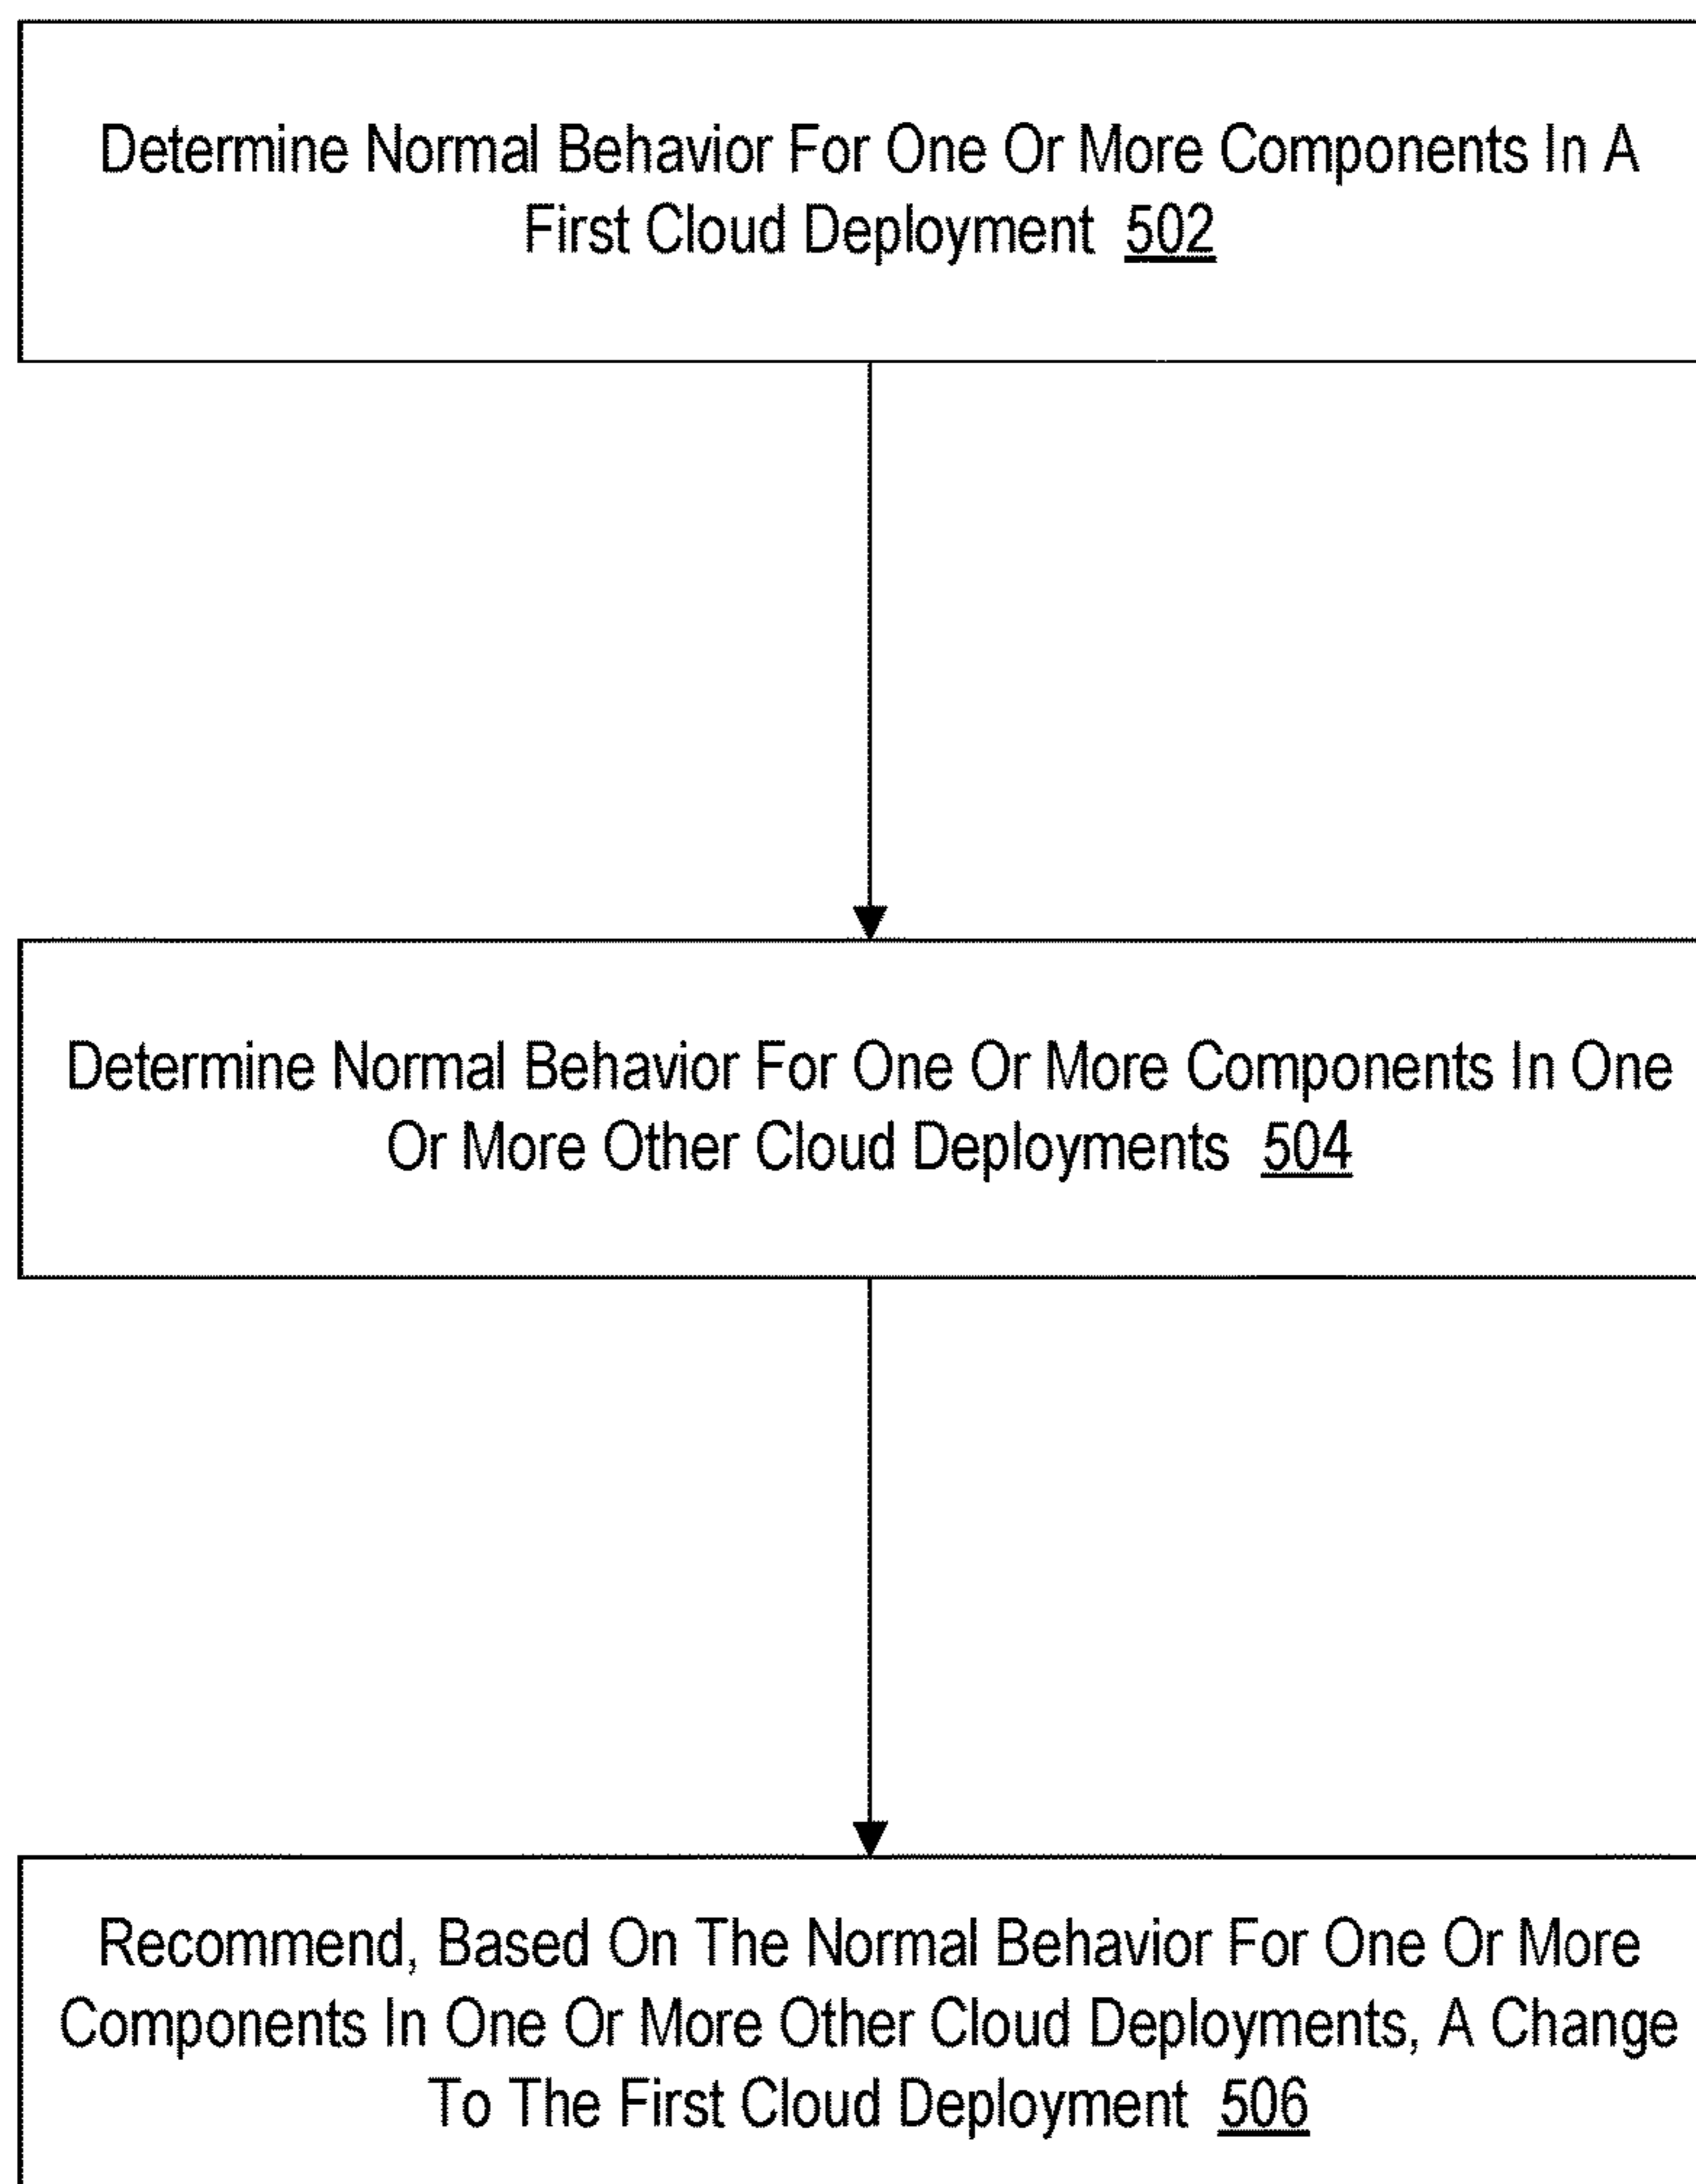 Determine Normal Behavior For One Or More Components In A
First Cloud Deployment 502
Determine Normal Behavior For One Or More Components In One
Or More Other Cloud Deployments 504
Recommend, Based On The Normal Behavior For One Or More
Components In One Or More Other Cloud Deployments, A Change
To The First Cloud Deployment 506